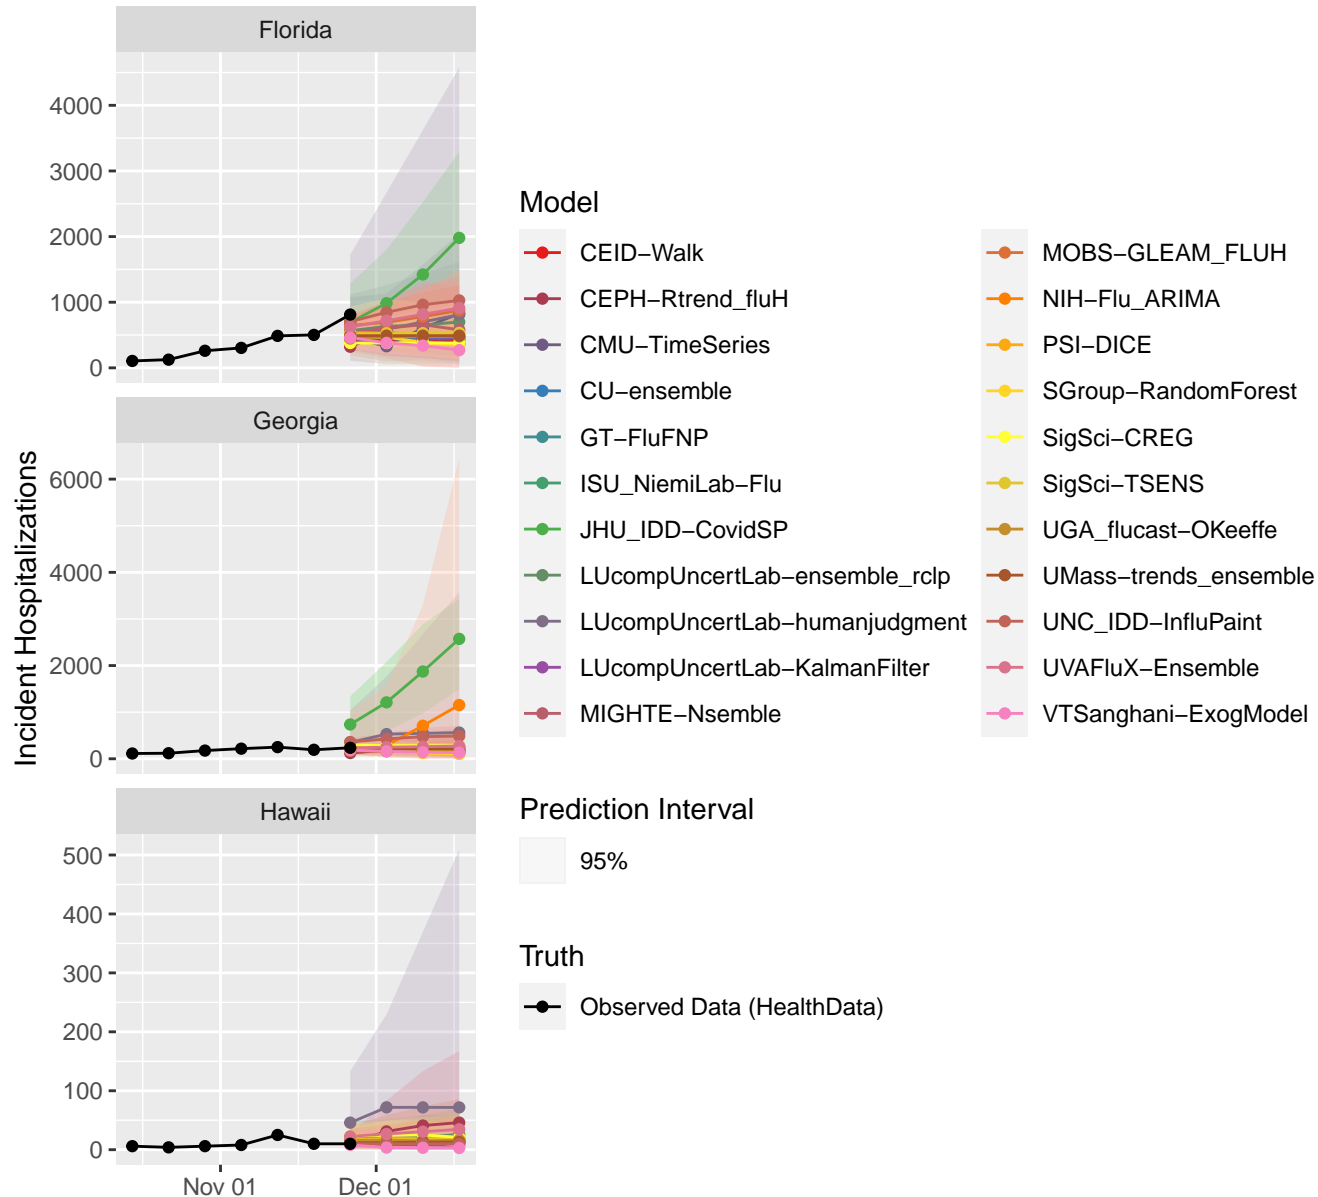 Florida
4000
3000
2000
1000
0
Georgia
6000
4000
2000
0
Hawaii
500
400
300
200
100
0
Nov 01
Dec 01
Incident Hospitalizations
Model
CEID−Walk
CEPH−Rtrend_fluH
CMU−TimeSeries
CU−ensemble
GT−FluFNP
ISU_NiemiLab−Flu
JHU_IDD−CovidSP
LUcompUncertLab−ensemble_rclp
LUcompUncertLab−humanjudgment
LUcompUncertLab−KalmanFilter
MIGHTE−Nsemble
MOBS−GLEAM_FLUH
NIH−Flu_ARIMA
PSI−DICE
SGroup−RandomForest
SigSci−CREG
SigSci−TSENS
UGA_flucast−OKeeffe
UMass−trends_ensemble
UNC_IDD−InfluPaint
UVAFluX−Ensemble
VTSanghani−ExogModel
Prediction Interval
95%
Truth
Observed Data (HealthData)